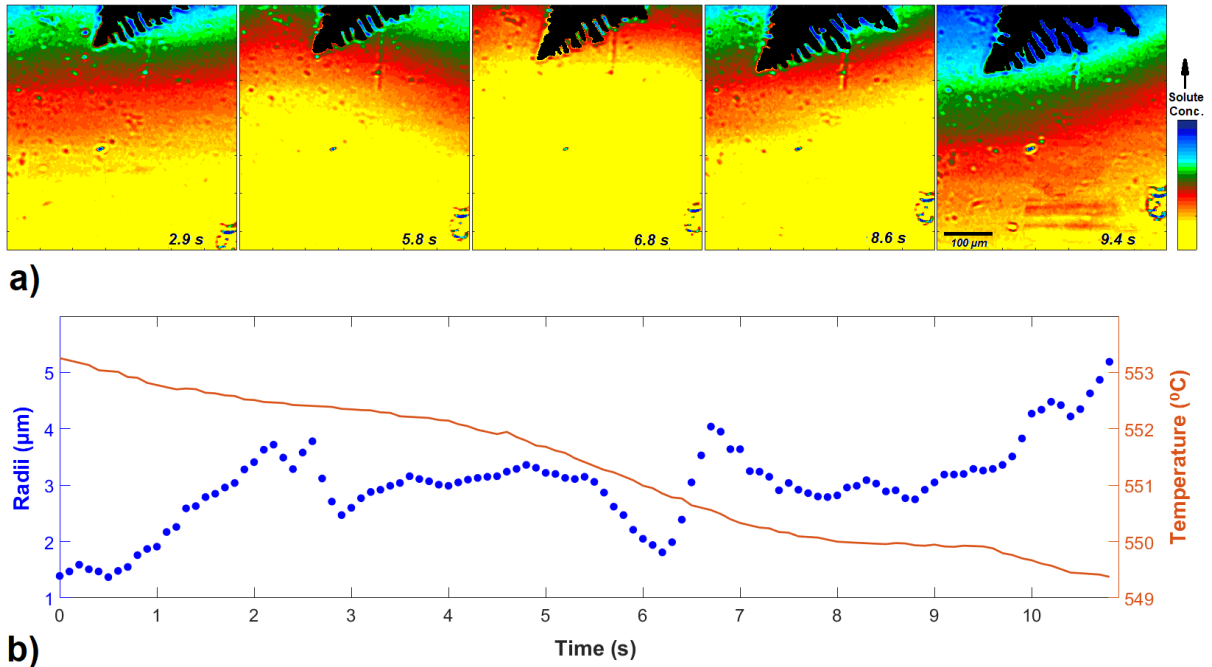 2.9 s
5.8 s
6.8 s
8.6 s
100 µm
9.4 s
Solute
Conc.
a)
Radii (µm)
5
4
3
2
1
0 1 2 3 4 5 6 7 8 9 10
Time (s)
553
552
551
550
549
Temperature (⁰C)
b)